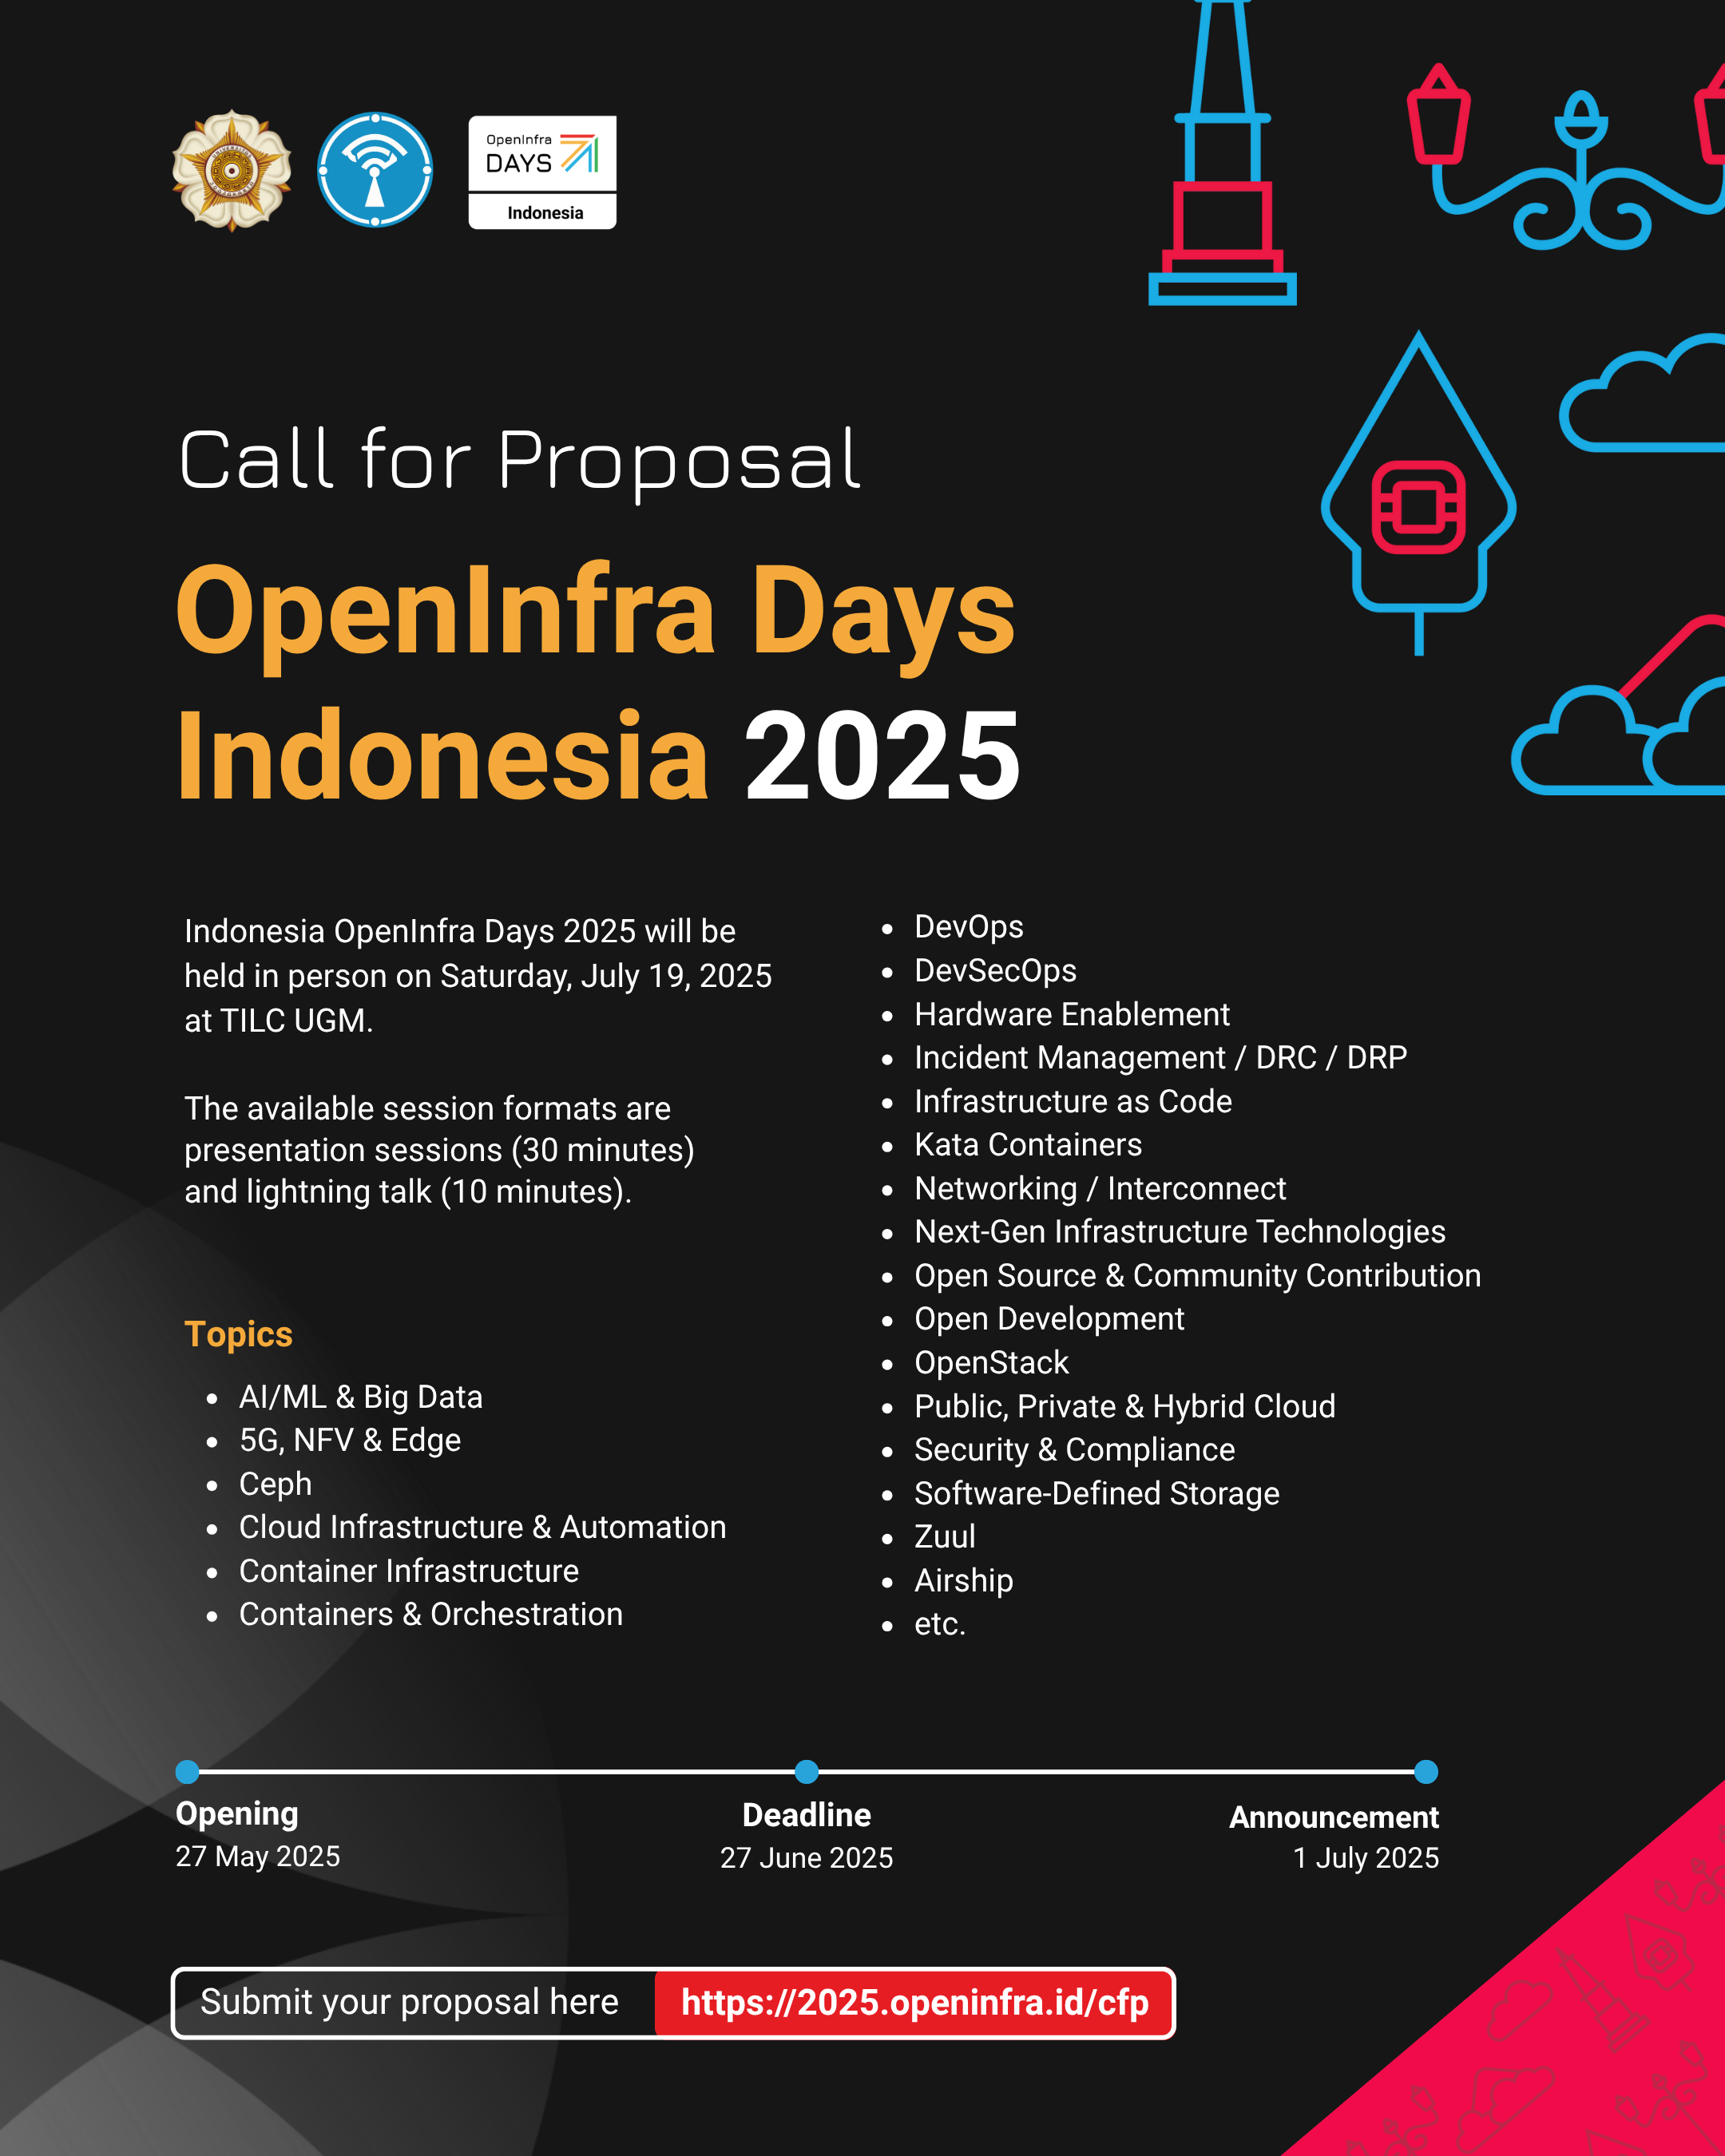 OpenInfra
DAYS
Indonesia
Call for Proposal
OpenInfra Days
Indonesia 2025
Indonesia OpenInfra Days 2025 will be
held in person on Saturday, July 19, 2025
at TILC UGM.
The available session formats are
presentation sessions (30 minutes)
and lightning talk (10 minutes).
Topics
• AI/ML & Big Data
• 5G, NFV & Edge
• Ceph
• Cloud Infrastructure & Automation
• Container Infrastructure
• Containers & Orchestration
• DevOps
• DevSecOps
• Hardware Enablement
• Incident Management / DRC / DRP
• Infrastructure as Code
• Kata Containers
• Networking / Interconnect
• Next-Gen Infrastructure Technologies
• Open Source & Community Contribution
• Open Development
• OpenStack
• Public, Private & Hybrid Cloud
• Security & Compliance
• Software-Defined Storage
• Zuul
• Airship
• etc.
Opening
27 May 2025
Deadline
27 June 2025
Announcement
1 July 2025
Submit your proposal here
https://2025.openinfra.id/cfp